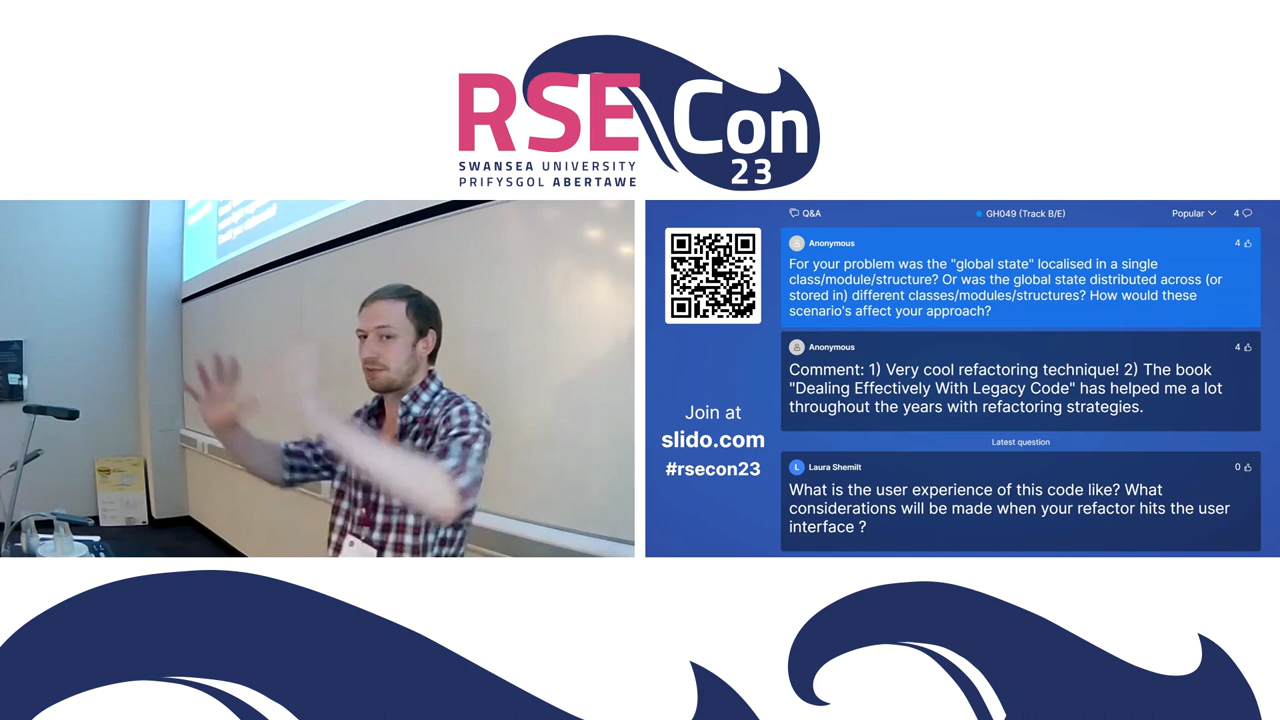 RSE Con
23
SWANSEA UNIVERSITY
PRIFYSGOL ABERTAWE
Q&A
GH049 (Track B/E)
Popular
4
Anonymous
4
For your problem was the "global state" localised in a single
class/module/structure? Or was the global state distributed across (or
stored in) different classes/modules/structures? How would these
scenario's affect your approach?
Anonymous
4
Comment: 1) Very cool refactoring technique! 2) The book
"Dealing Effectively With Legacy Code" has helped me a lot
throughout the years with refactoring strategies.
Join at
slido.com
#rsecon23
Latest question
L
Laura Shemilt
0
What is the user experience of this code like? What
considerations will be made when your refactor hits the user
interface ?